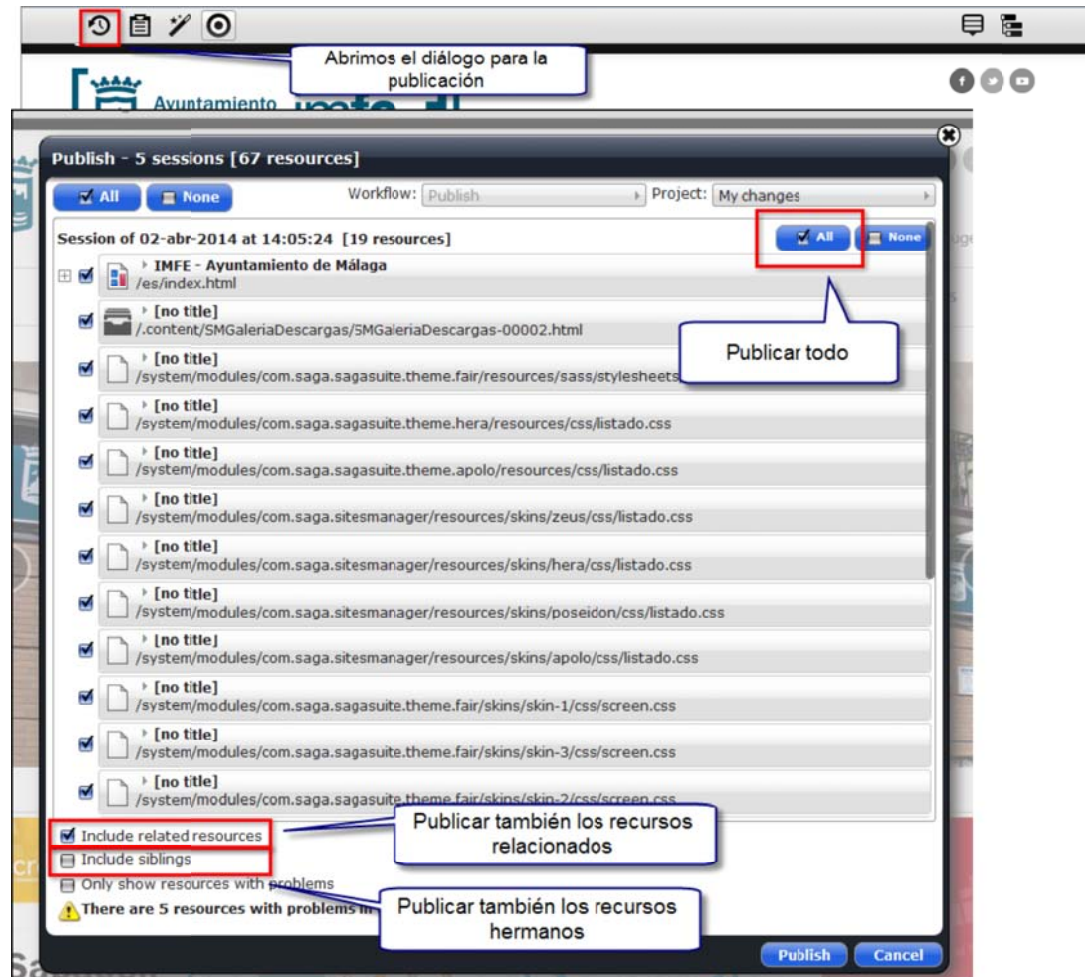 Abrimos el diálogo para la
publicación
Ayuntamiento
Publish - 5 sessions [67 resources]
All
None
Workflow:
Publish
Project:
My changes
Session of 02-abr-2014 at 14:05:24 [19 resources]
All
None
IMFE - Ayuntamiento de Málaga
/es/index.html
[no title]
/.content/SMGaleriaDescargas/SMGaleriaDescargas-00002.html
Publicar todo
[no title]
/system/modules/com.saga.sagasuite.theme.fair/resources/sass/stylesheets
[no title]
/system/modules/com.saga.sagasuite.theme.hera/resources/css/listado.css
[no title]
/system/modules/com.saga.sagasuite.theme.apolo/resources/css/listado.css
[no title]
/system/modules/com.saga.sitesmanager/resources/skins/zeus/css/listado.css
[no title]
/system/modules/com.saga.sitesmanager/resources/skins/hera/css/listado.css
[no title]
/system/modules/com.saga.sitesmanager/resources/skins/poseidon/css/listado.css
[no title]
/system/modules/com.saga.sitesmanager/resources/skins/apolo/css/listado.css
[no title]
/system/modules/com.saga.sagasuite.theme.fair/skins/skin-1/css/screen.css
[no title]
/system/modules/com.saga.sagasuite.theme.fair/skins/skin-3/css/screen.css
[no title]
/system/modules/com.saga.sagasuite.theme.fair/skins/skin-2/css/screen.css
Include related resources
Publicar también los recursos
relacionados
Include siblings
Only show resources with problems
There are 5 resources with problems in
Publicar también los recursos
hermanos
Publish
Cancel